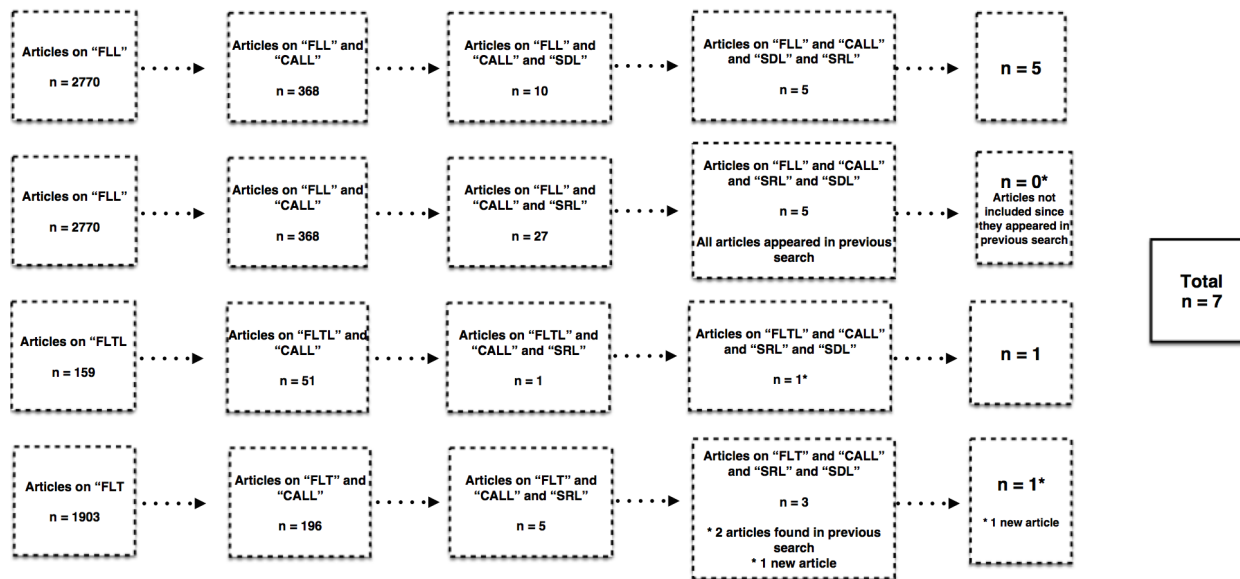 Articles on “FLL”
n = 2770
Articles on “FLL” and
“CALL”
n = 368
Articles on “FLL” and
“CALL” and “SDL”
n = 10
Articles on “FLL” and “CALL”
and “SDL” and “SRL”
n = 5
n = 5
Articles on “FLL”
n = 2770
Articles on “FLL” and
“CALL”
n = 368
Articles on “FLL” and
“CALL” and “SRL”
n = 27
Articles on “FLL” and “CALL”
and “SRL” and “SDL”
n = 5
All articles appeared in previous
search
n = 0*
Articles not
included since
they appeared in
previous search
Articles on “FLTL
n = 159
Articles on “FLTL” and
“CALL”
n = 51
Articles on “FLTL” and
“CALL” and “SRL”
n = 1
Articles on “FLTL” and “CALL”
and “SRL” and “SDL”
n = 1*
n = 1
Articles on “FLT
n = 1903
Articles on “FLT” and
“CALL”
n = 196
Articles on “FLT” and
“CALL” and “SRL”
n = 5
Articles on “FLT” and “CALL”
and “SRL” and “SDL”
n = 3
* 2 articles found in previous
search
* 1 new article
n = 1*
* 1 new article
Total
n = 7